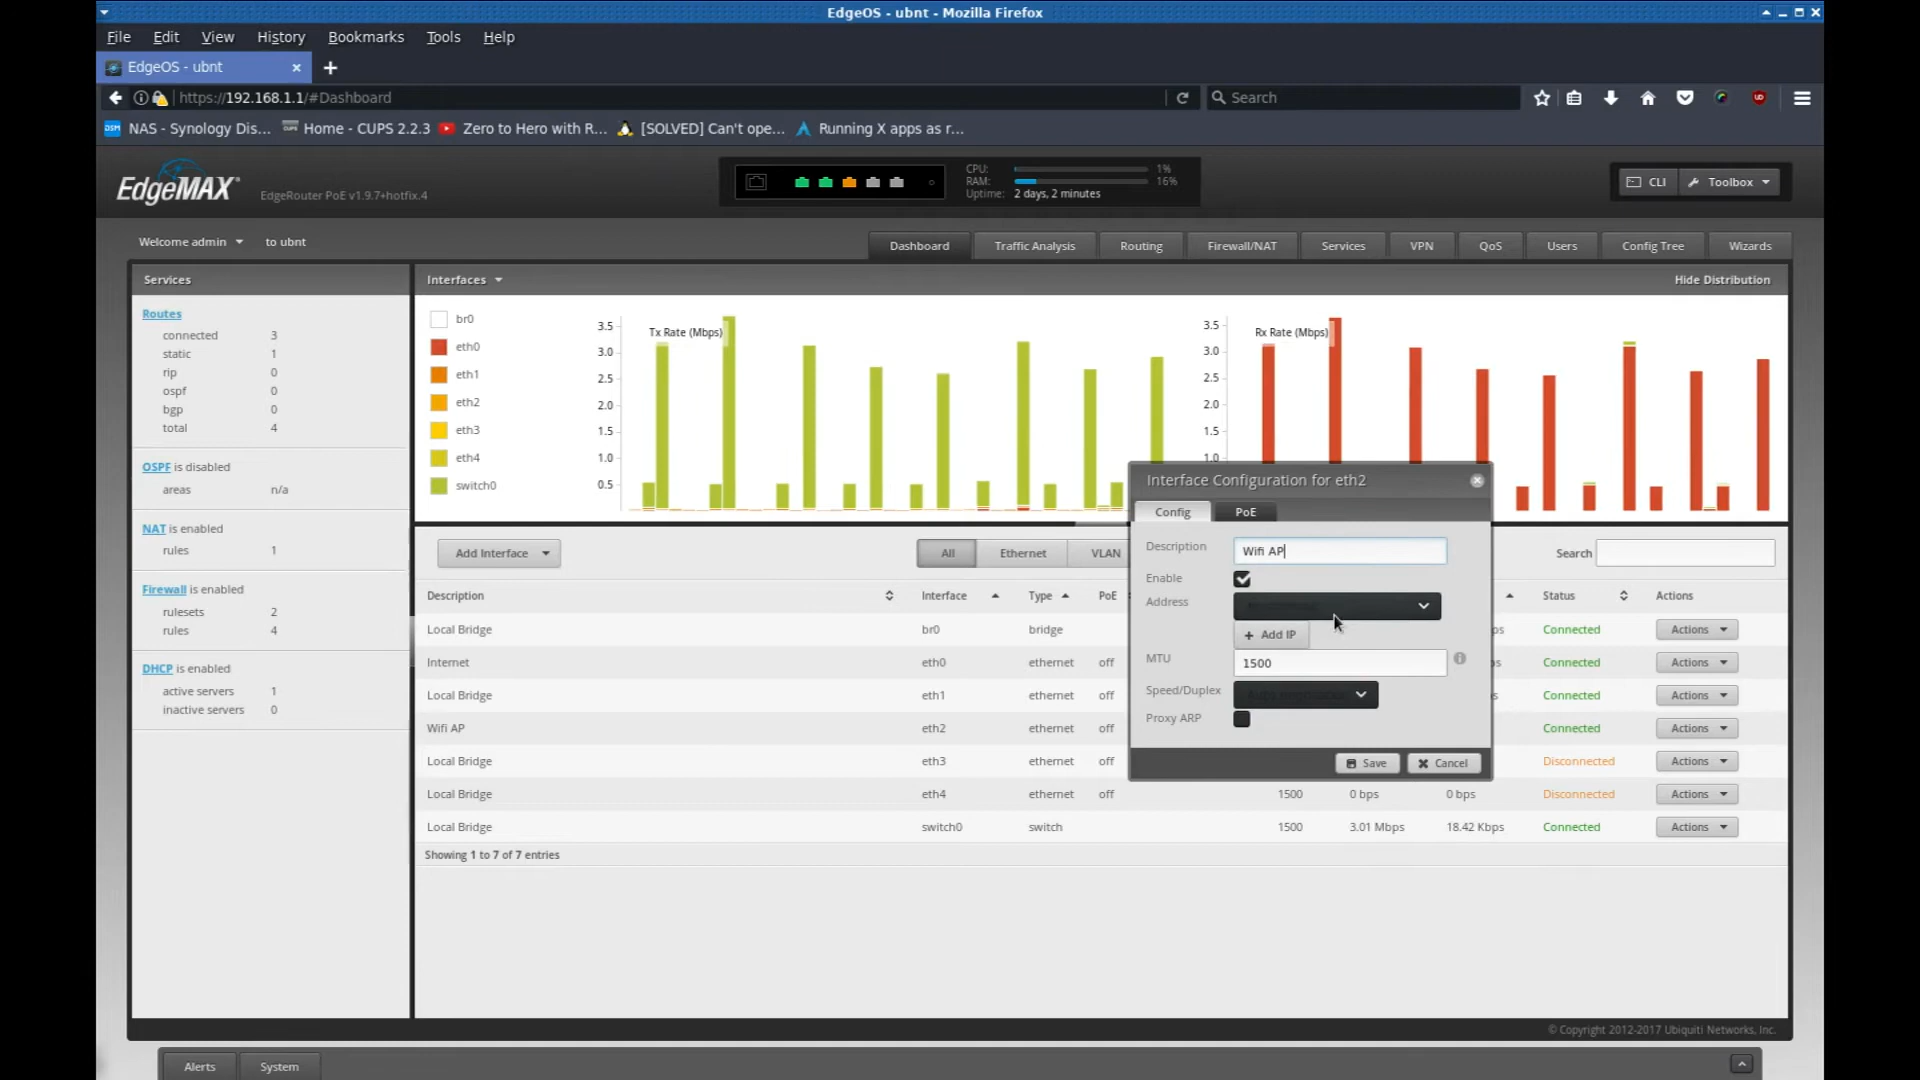 EdgeOS - ubnt - Mozilla Firefox
File Edit View History Bookmarks Tools Help
EdgeOS - ubnt
https://192.168.1.1/#Dashboard
Search
NAS - Synology Dis... Home - CUPS 2.2.3 Zero to Hero with R... [SOLVED] Can't ope... Running X apps as r...
EdgeMAX
EdgeRouter PoE v1.9.7+hotfix.4
CPU: 1%
RAM: 16%
Uptime: 2 days, 2 minutes
CLI
Toolbox
Welcome admin to ubnt
Dashboard Traffic Analysis Routing Firewall/NAT Services VPN QoS Users Config Tree Wizards
Services
Routes
connected 3
static 1
rip 0
ospf 0
bgp 0
total 4
OSPF is disabled
areas n/a
NAT is enabled
rules 1
Firewall is enabled
rulesets 2
rules 4
DHCP is enabled
active servers 1
inactive servers 0
Interfaces
Hide Distribution
br0
eth0
eth1
eth2
eth3
eth4
switch0
Tx Rate (Mbps)
3.5
3.0
2.5
2.0
1.5
1.0
0.5
Rx Rate (Mbps)
3.5
3.0
2.5
2.0
1.5
1.0
Add Interface
All Ethernet VLAN
Search
Description Interface Type PoE Status Actions
Local Bridge br0 bridge Connected Actions
Internet eth0 ethernet off Connected Actions
Local Bridge eth1 ethernet off Connected Actions
Wifi AP eth2 ethernet off Connected Actions
Local Bridge eth3 ethernet off Disconnected Actions
Local Bridge eth4 ethernet off 1500 0 bps 0 bps Disconnected Actions
Local Bridge switch0 switch 1500 3.01 Mbps 18.42 Kbps Connected Actions
Showing 1 to 7 of 7 entries
Interface Configuration for eth2
Config PoE
Description Wifi AP
Enable
Address
+ Add IP
MTU 1500
Speed/Duplex
Proxy ARP
Save Cancel
© Copyright 2012-2017 Ubiquiti Networks, Inc.
Alerts System